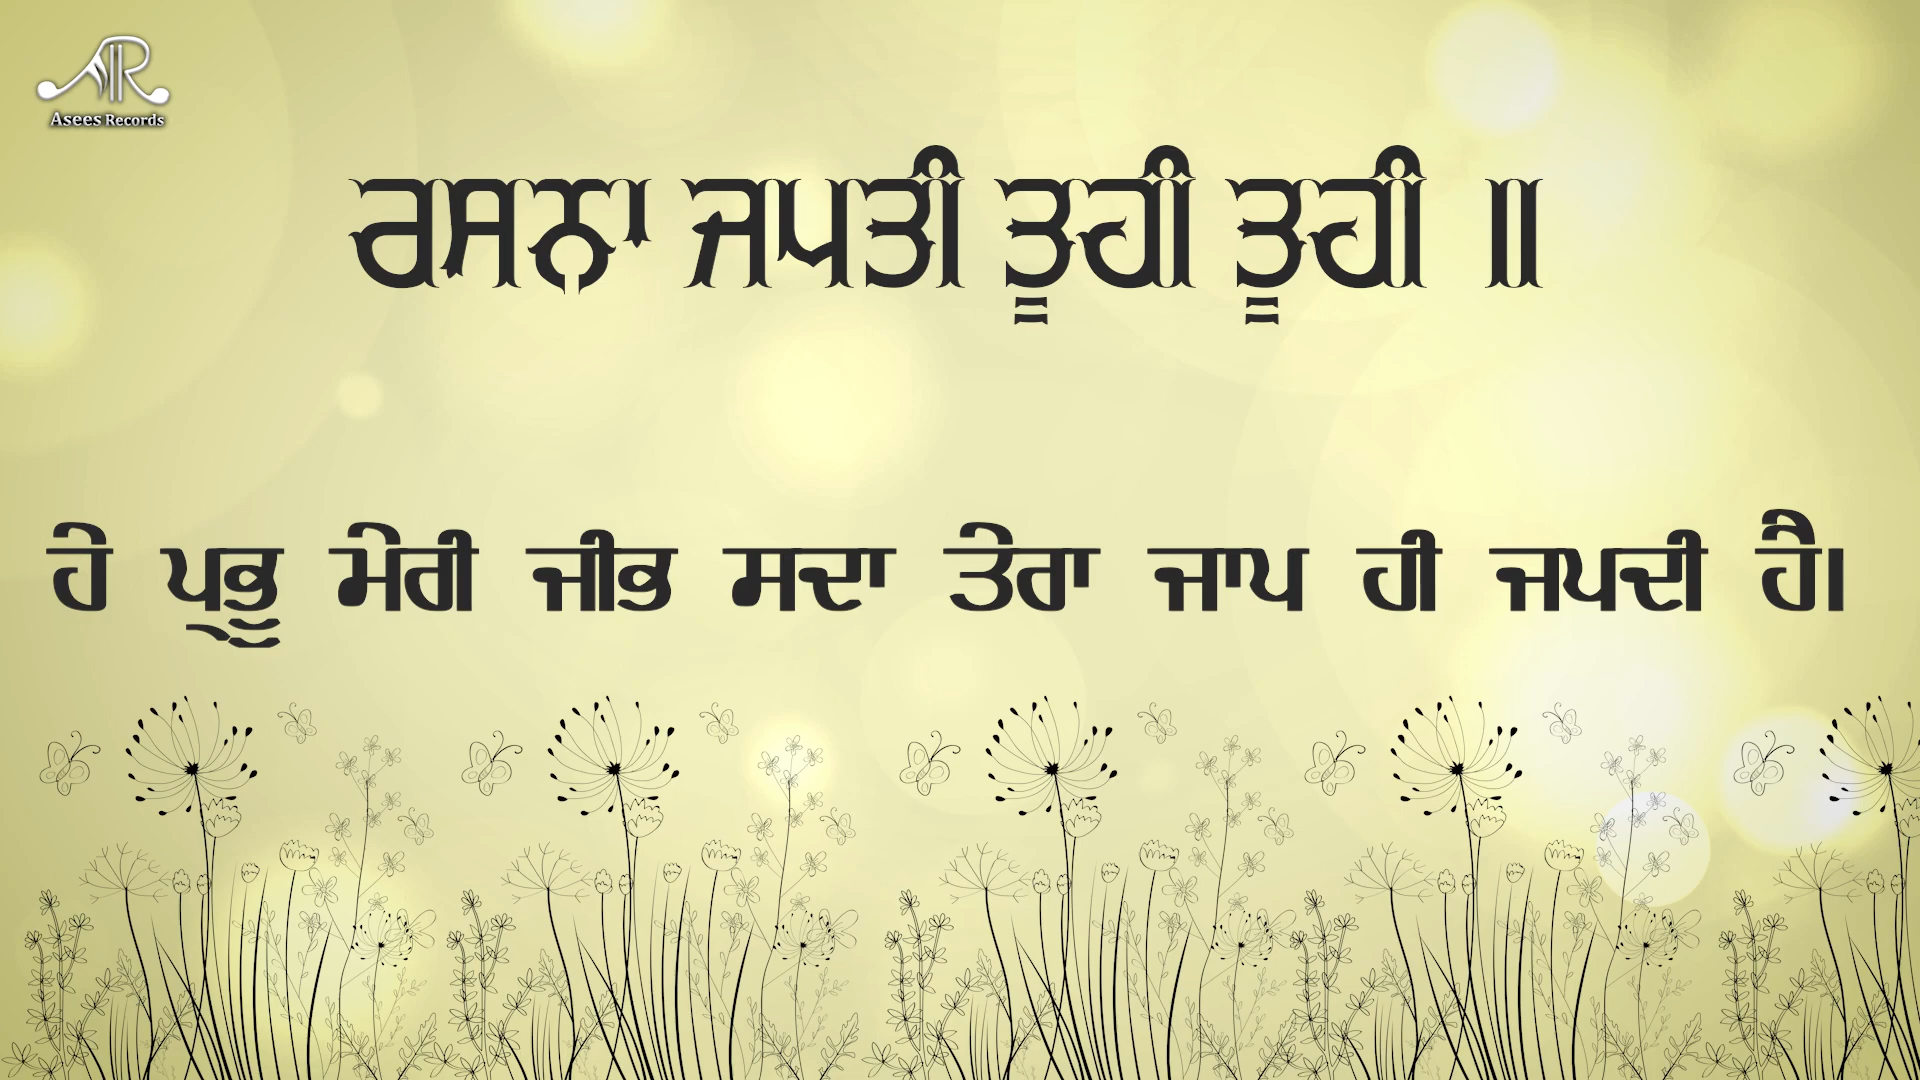 Asees Records
ਰਸਨਾ ਜਪਤੀ ਤੂਹੀ ਤੂਹੀ ॥
ਹੇ ਪ੍ਰਭੂ ਮੇਰੀ ਜੀਭ ਸਦਾ ਤੇਰਾ ਜਾਪ ਹੀ ਜਪਦੀ ਹੈ।